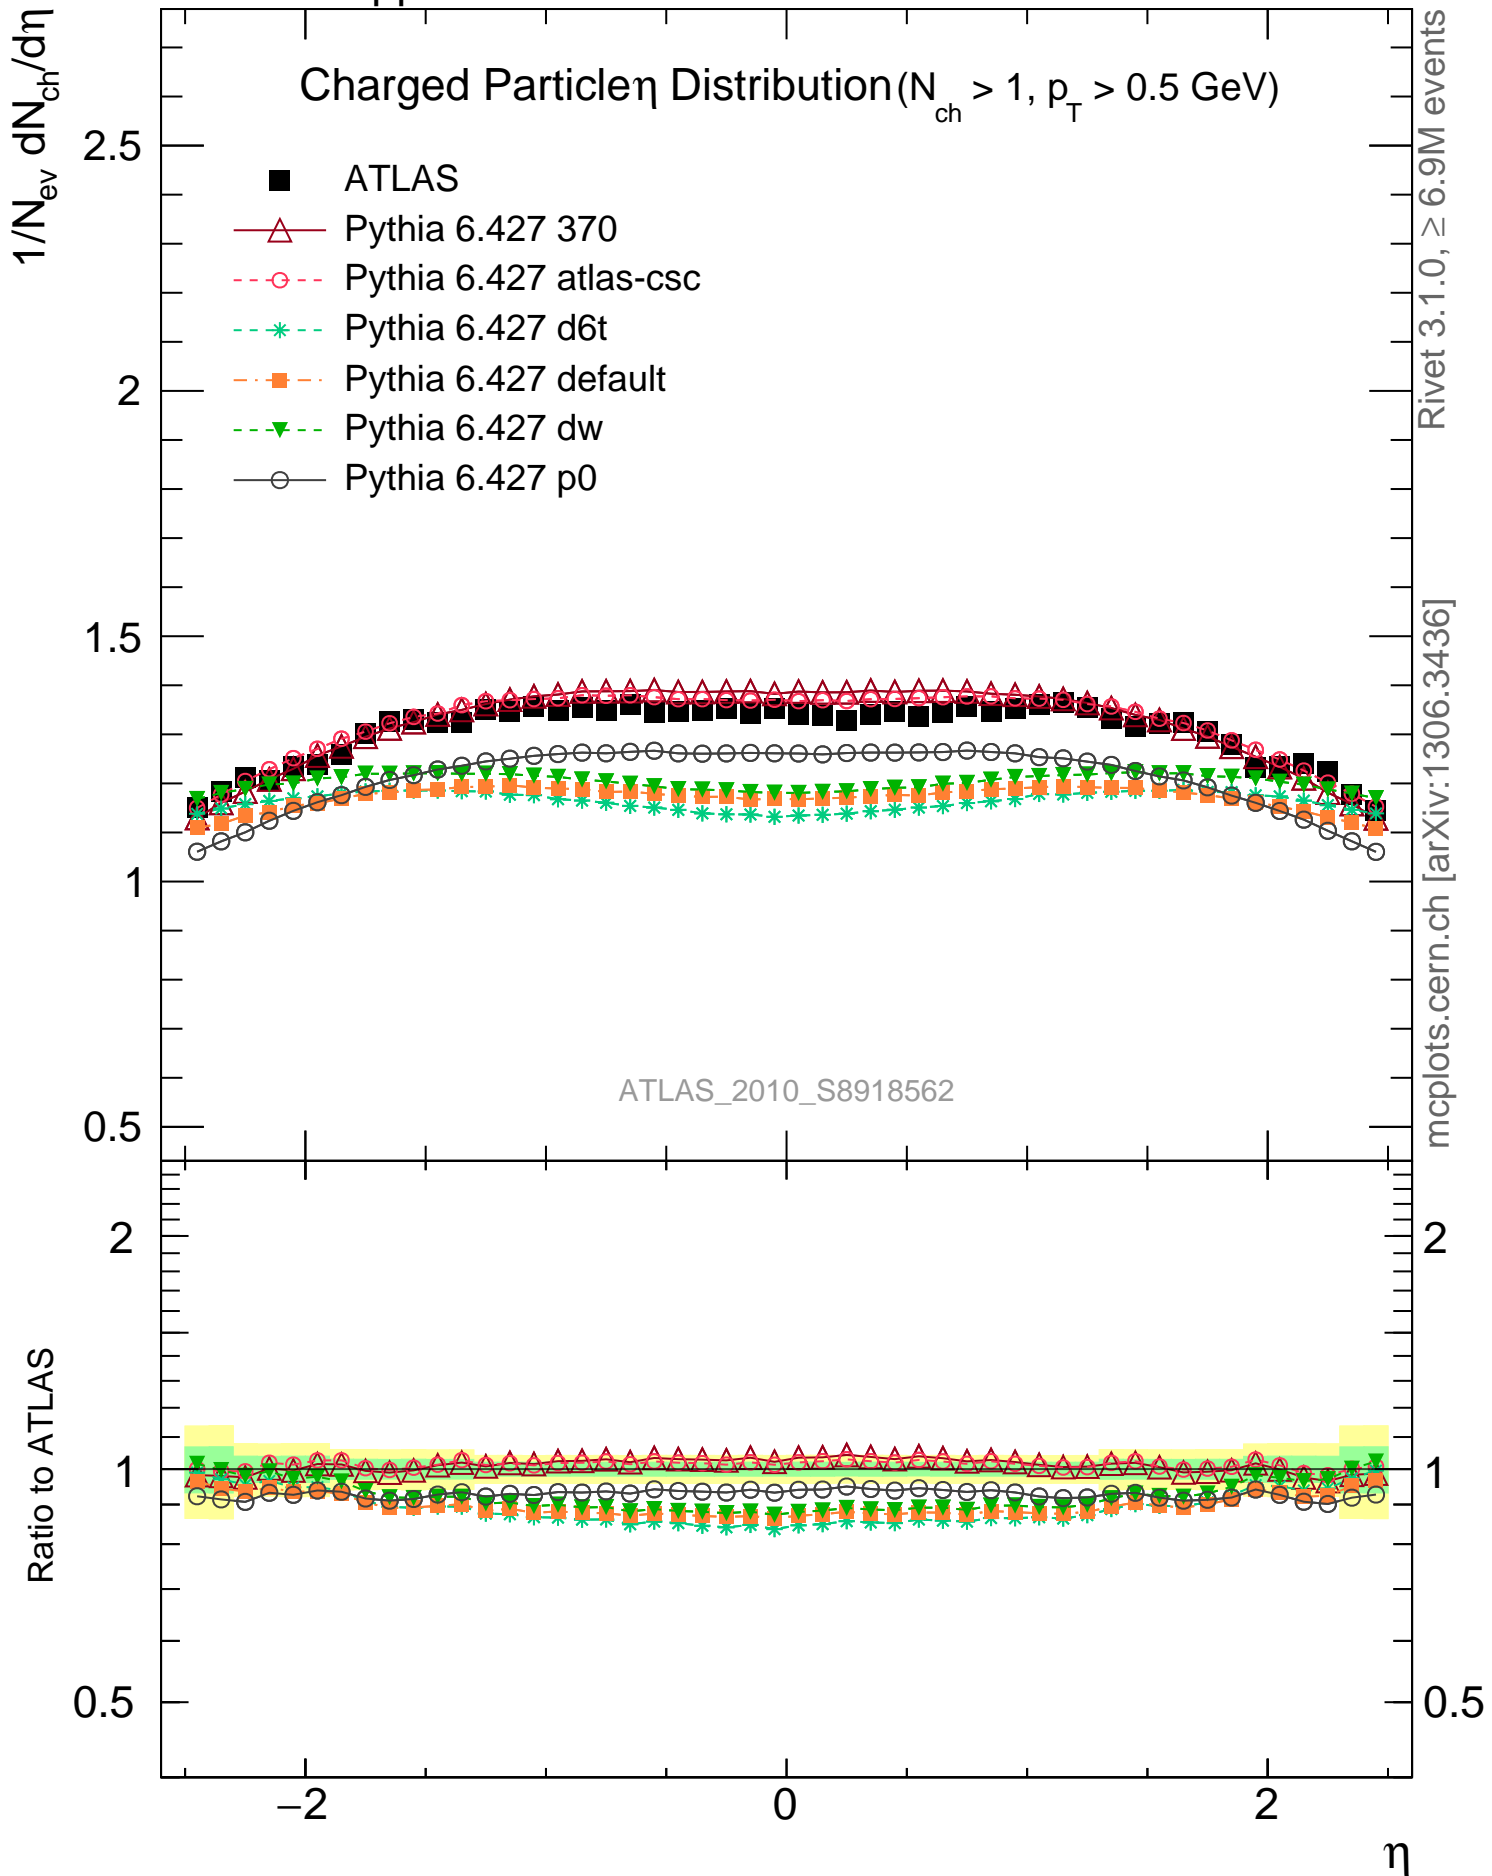 pp
1/N_ev dN_ch/dη
Charged Particle η Distribution (N_ch > 1, p_T > 0.5 GeV)
ATLAS
Pythia 6.427 370
Pythia 6.427 atlas-csc
Pythia 6.427 d6t
Pythia 6.427 default
Pythia 6.427 dw
Pythia 6.427 p0
2.5
2
1.5
1
0.5
ATLAS_2010_S8918562
Rivet 3.1.0, ≥ 6.9M events
mcplots.cern.ch [arXiv:1306.3436]
Ratio to ATLAS
2
1
0.5
2
1
0.5
−2
0
2
η